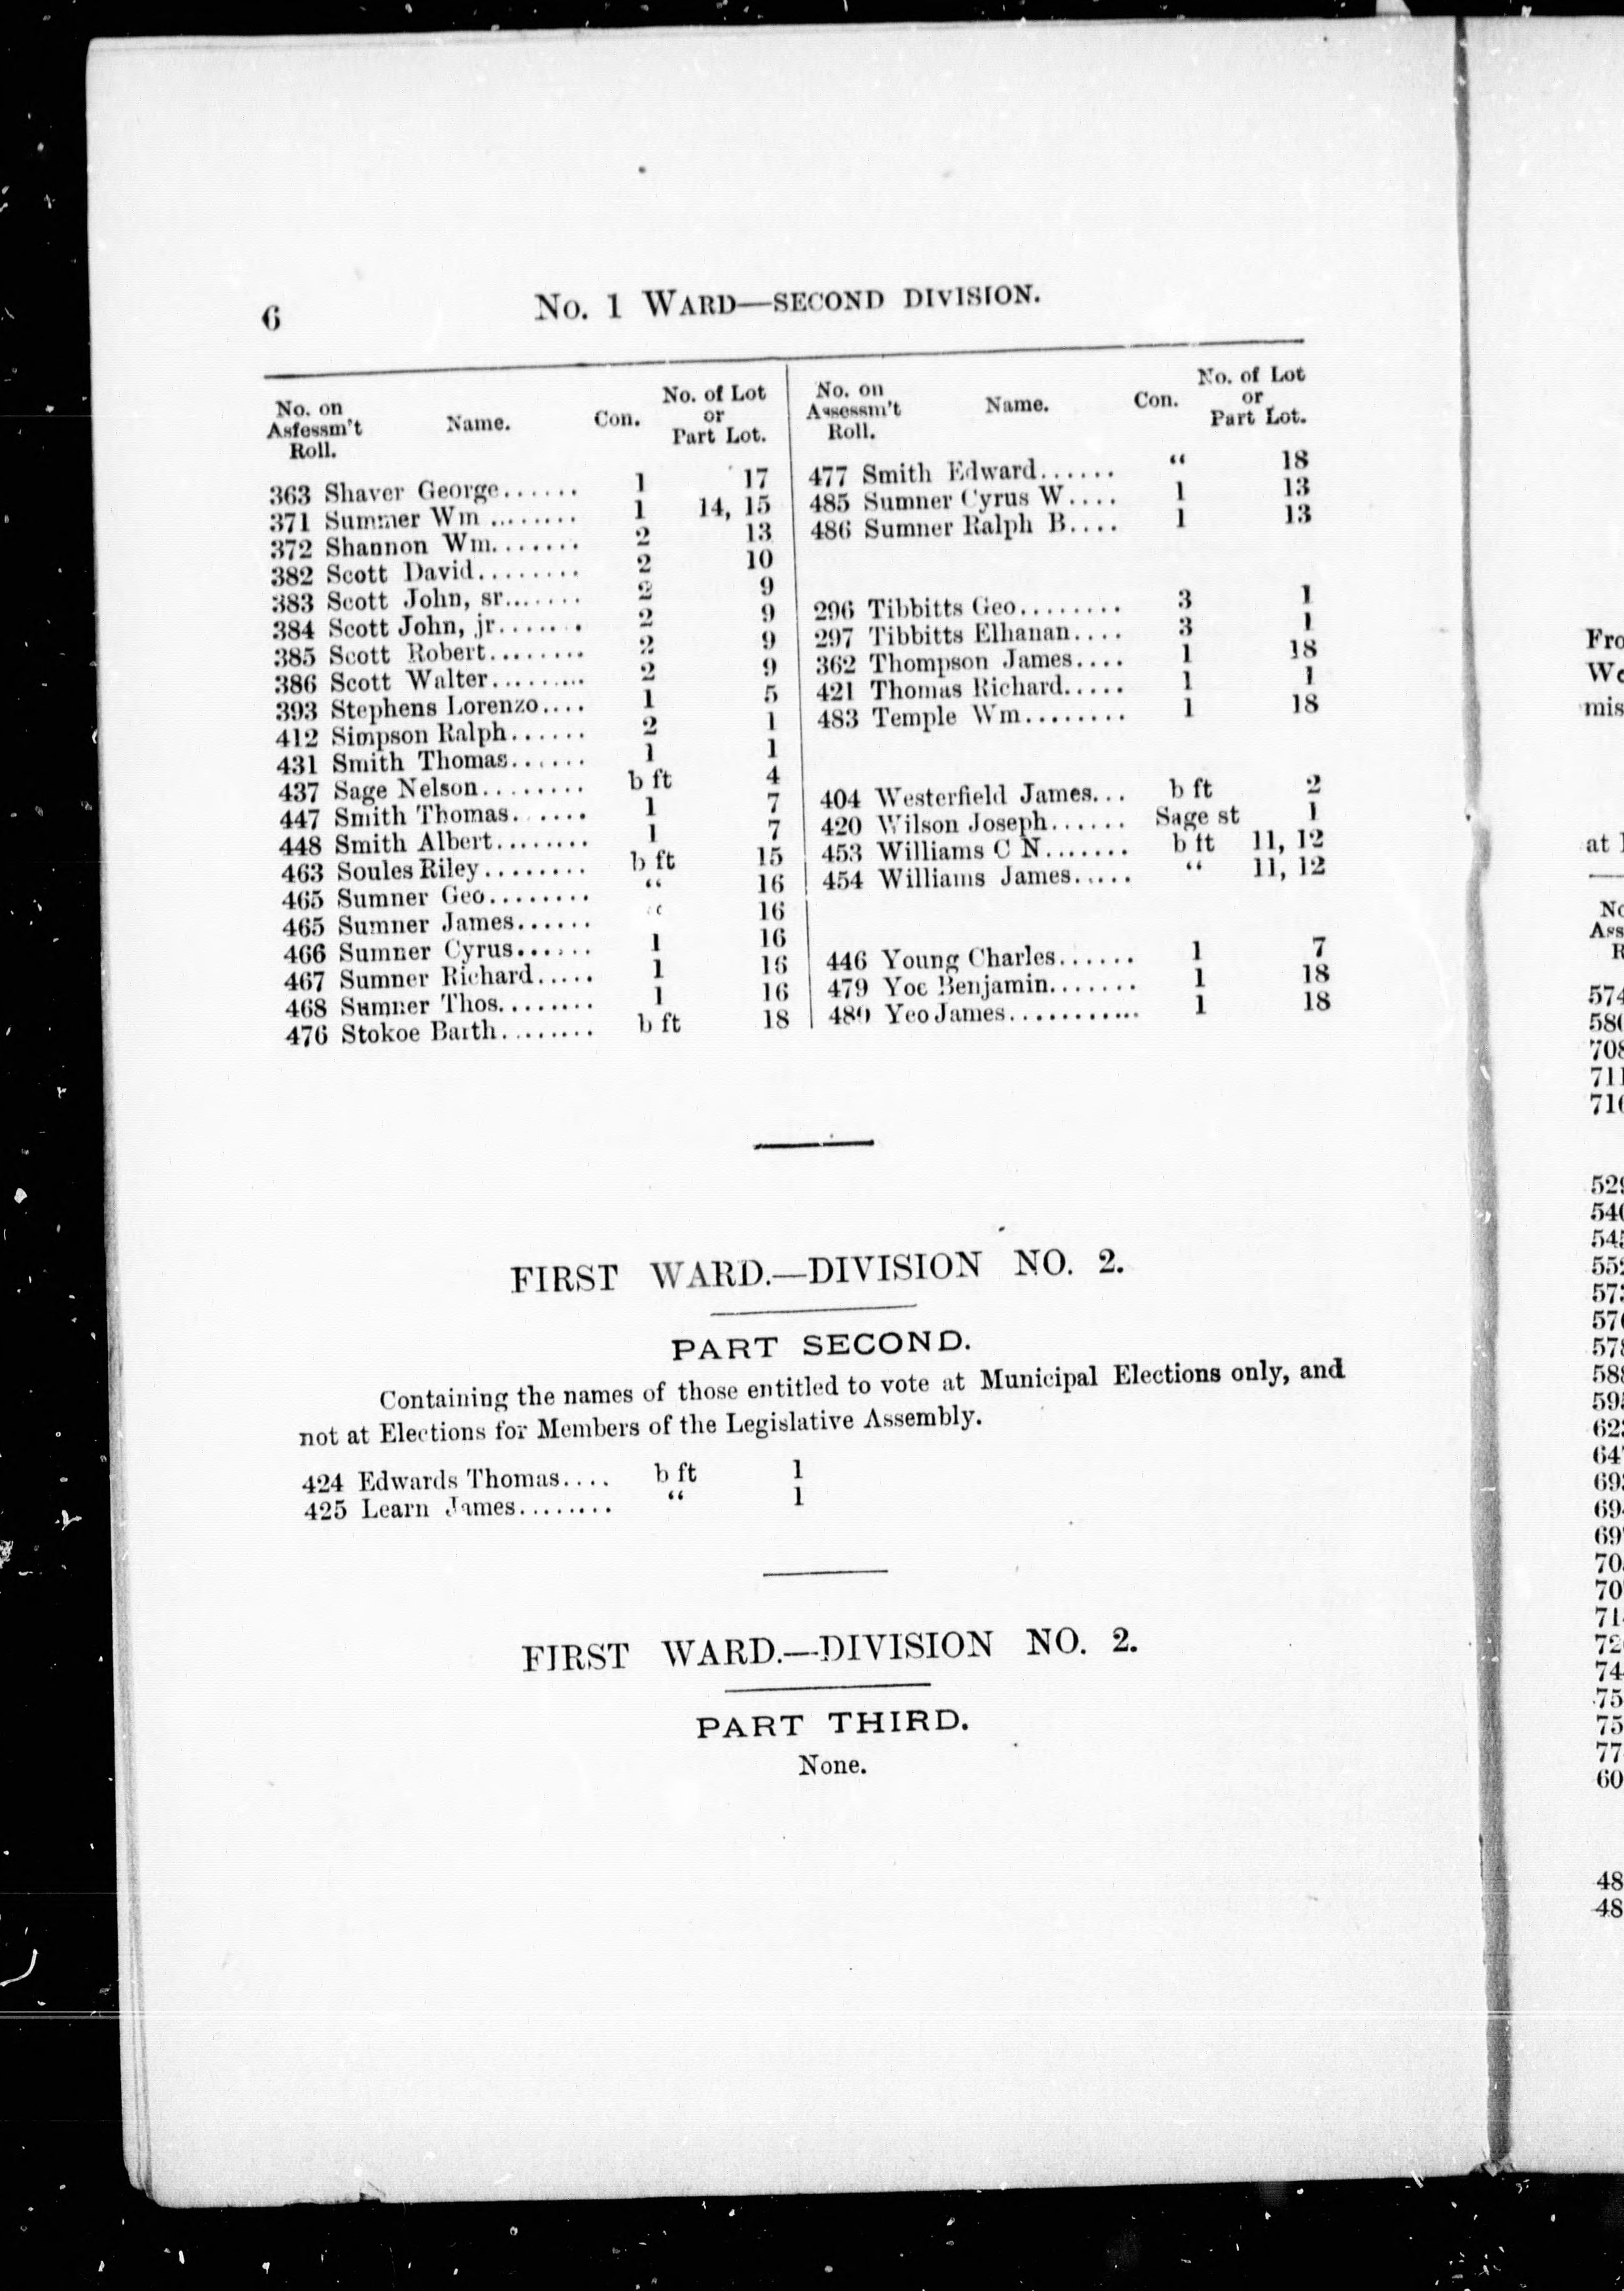 6
No. 1 WARD—SECOND DIVISION.
No. on Asfessm't Roll. Name. Con. No. of Lot or Part Lot.
363 Shaver George...... 1 17
371 Summer Wm ........ 1 14, 15
372 Shannon Wm....... 2 13
382 Scott David........ 2 10
383 Scott John, sr....... 2 9
384 Scott John, jr....... 2 9
385 Scott Robert........ 2 9
386 Scott Walter......... 2 9
393 Stephens Lorenzo.... 1 5
412 Simpson Ralph...... 2 1
431 Smith Thomas...... 1 1
437 Sage Nelson........ b ft 4
447 Smith Thomas...... 1 7
448 Smith Albert........ 1 7
463 Soules Riley........ b ft 15
465 Sumner Geo........ “ 16
465 Sumner James...... “ 16
466 Sumner Cyrus...... 1 16
467 Sumner Richard..... 1 16
468 Sumner Thos........ 1 16
476 Stokoe Barth........ b ft 18
No. on Assessm't Roll. Name. Con. No. of Lot or Part Lot.
477 Smith Edward...... “ 18
485 Sumner Cyrus W.... 1 13
486 Sumner Ralph B.... 1 13
296 Tibbitts Geo........ 3 1
297 Tibbitts Elhanan.... 3 1
362 Thompson James.... 1 18
421 Thomas Richard..... 1 1
483 Temple Wm........ 1 18
404 Westerfield James... b ft 2
420 Wilson Joseph...... Sage st 1
453 Williams C N....... b ft 11, 12
454 Williams James..... “ 11, 12
446 Young Charles...... 1 7
479 Yoe Benjamin....... 1 18
480 Yeo James........... 1 18
FIRST WARD.—DIVISION NO. 2.
PART SECOND.
Containing the names of those entitled to vote at Municipal Elections only, and
not at Elections for Members of the Legislative Assembly.
424 Edwards Thomas.... b ft 1
425 Learn James........ “ 1
FIRST WARD.—DIVISION NO. 2.
PART THIRD.
None.